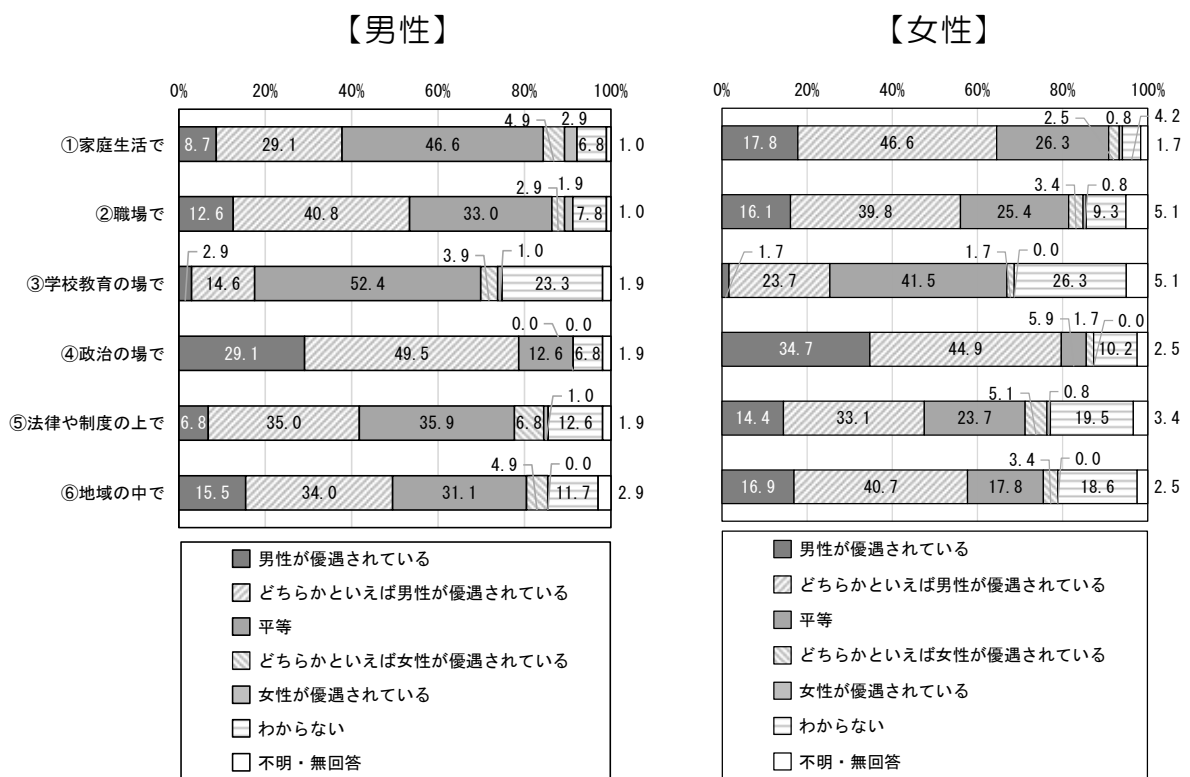 【男性】
【女性】
0% 20% 40% 60% 80% 100%
0% 20% 40% 60% 80% 100%
4.9 2.9
①家庭生活で 8.7 29.1 46.6 6.8 1.0
2.5 0.8 4.2
17.8 46.6 26.3 1.7
2.9 1.9
②職場で 12.6 40.8 33.0 7.8 1.0
3.4 0.8
16.1 39.8 25.4 9.3 5.1
2.9 3.9 1.0
③学校教育の場で 14.6 52.4 23.3 1.9
1.7 1.7 0.0
23.7 41.5 26.3 5.1
0.0 0.0
④政治の場で 29.1 49.5 12.6 6.8 1.9
5.9 1.7 0.0
34.7 44.9 10.2 2.5
1.0
⑤法律や制度の上で 6.8 35.0 35.9 6.8 12.6 1.9
5.1 0.8
14.4 33.1 23.7 19.5 3.4
4.9 0.0
⑥地域の中で 15.5 34.0 31.1 11.7 2.9
3.4 0.0
16.9 40.7 17.8 18.6 2.5
男性が優遇されている
どちらかといえば男性が優遇されている
平等
どちらかといえば女性が優遇されている
女性が優遇されている
わからない
不明・無回答
男性が優遇されている
どちらかといえば男性が優遇されている
平等
どちらかといえば女性が優遇されている
女性が優遇されている
わからない
不明・無回答